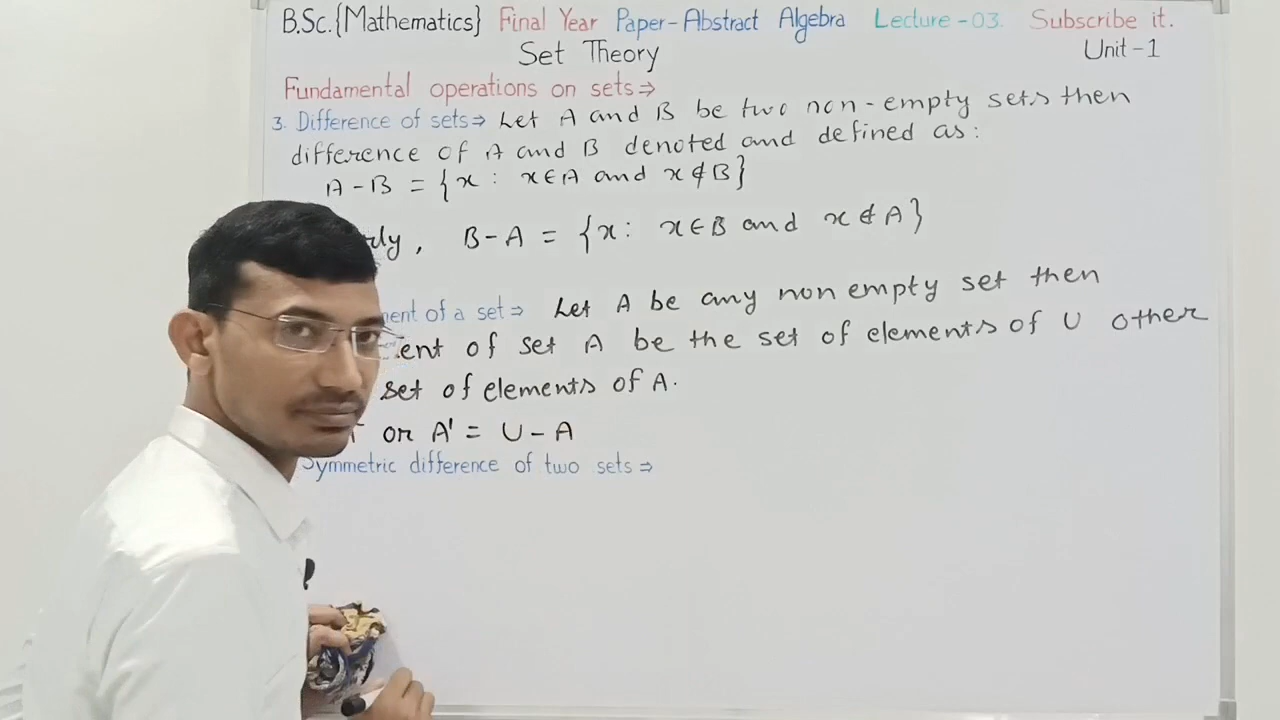 B.Sc.{Mathematics} Final Year Paper-Abstract Algebra Lecture-03. Subscribe it.
Set Theory Unit-1
Fundamental operations on sets⇒
3. Difference of sets⇒ Let A and B be two non-empty sets then
difference of A and B denoted and defined as:
A-B = {x: x∈A and x∉B}
B-A = {x: x∈B and x∉A}
of a set⇒ Let A be any non empty set then
of set A be the set of elements of U other
set of elements of A.
or A' = U-A
Symmetric difference of two sets⇒